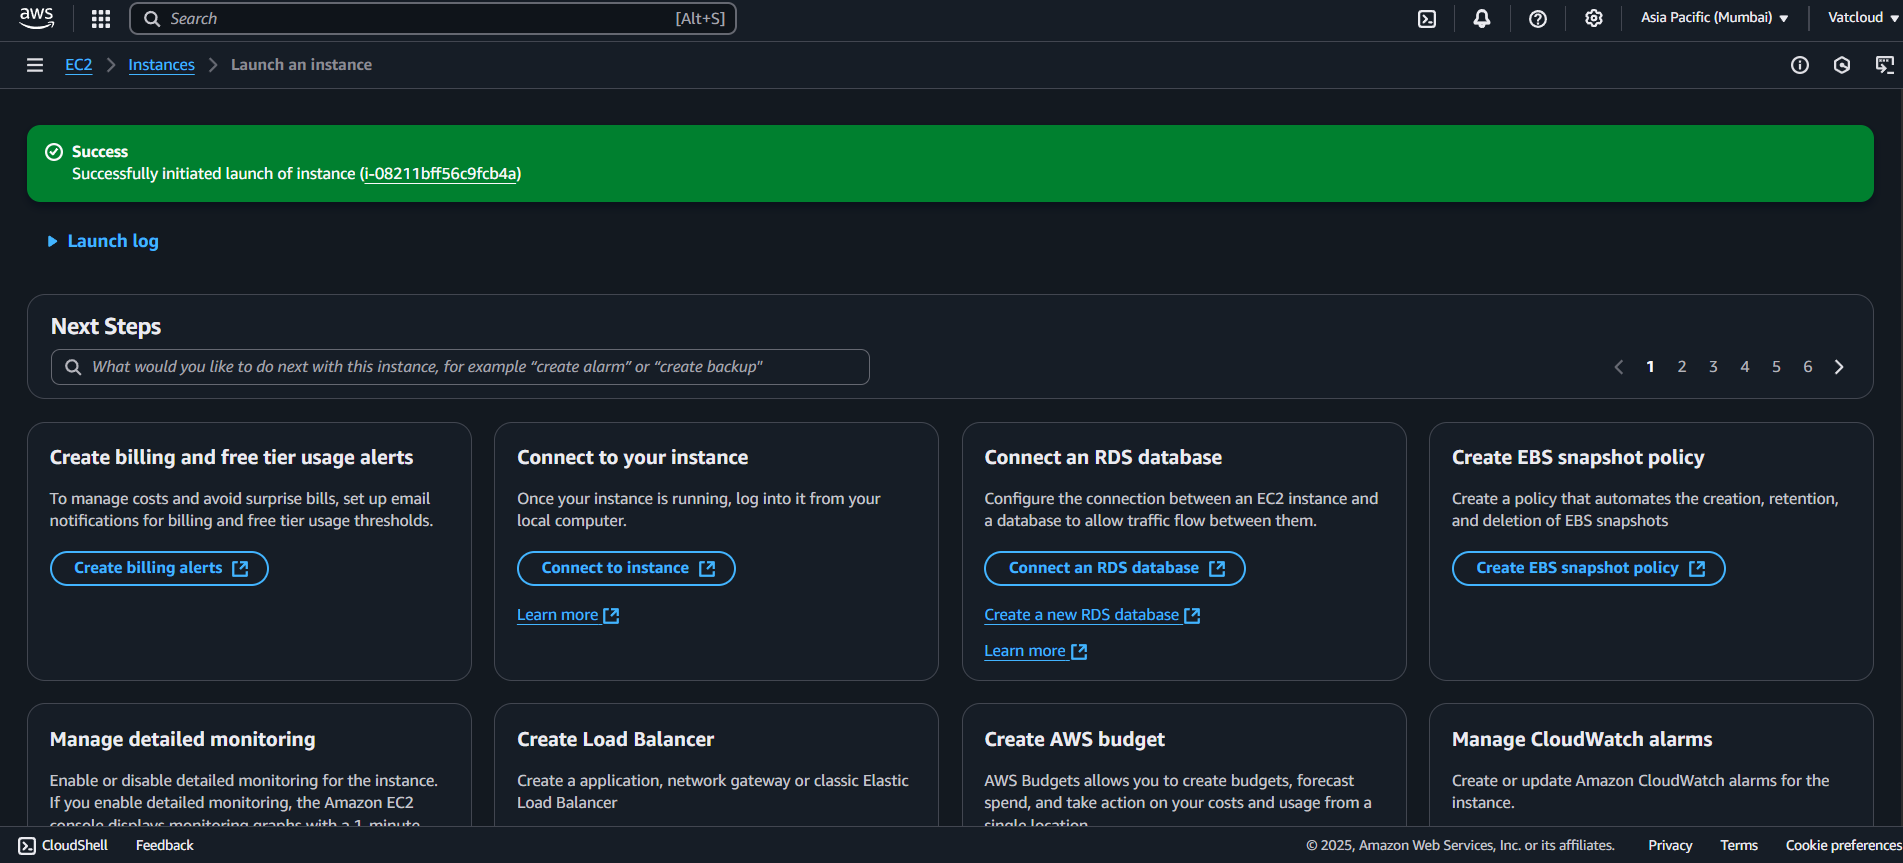 aws
Search [Alt+S]
Asia Pacific (Mumbai)
Vatcloud
EC2
Instances
Launch an instance
Success
Successfully initiated launch of instance (i-08211bff56c9fcb4a)
Launch log
Next Steps
What would you like to do next with this instance, for example “create alarm” or “create backup”
1 2 3 4 5 6
Create billing and free tier usage alerts
To manage costs and avoid surprise bills, set up email
notifications for billing and free tier usage thresholds.
Create billing alerts
Connect to your instance
Once your instance is running, log into it from your
local computer.
Connect to instance
Learn more
Connect an RDS database
Configure the connection between an EC2 instance and
a database to allow traffic flow between them.
Connect an RDS database
Create a new RDS database
Learn more
Create EBS snapshot policy
Create a policy that automates the creation, retention,
and deletion of EBS snapshots
Create EBS snapshot policy
Manage detailed monitoring
Enable or disable detailed monitoring for the instance.
If you enable detailed monitoring, the Amazon EC2
console displays monitoring graphs with a 1-minute
Create Load Balancer
Create a application, network gateway or classic Elastic
Load Balancer
Create AWS budget
AWS Budgets allows you to create budgets, forecast
spend, and take action on your costs and usage from a
single location.
Manage CloudWatch alarms
Create or update Amazon CloudWatch alarms for the
instance.
CloudShell
Feedback
© 2025, Amazon Web Services, Inc. or its affiliates.
Privacy
Terms
Cookie preferences